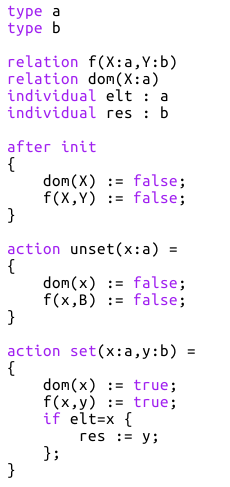 type a
type b
relation f(X:a,Y:b)
relation dom(X:a)
individual elt : a
individual res : b
after init
{
    dom(X) := false;
    f(X,Y) := false;
}
action unset(x:a) =
{
    dom(x) := false;
    f(x,B) := false;
}
action set(x:a,y:b) =
{
    dom(x) := true;
    f(x,y) := true;
    if elt=x {
        res := y;
    };
}